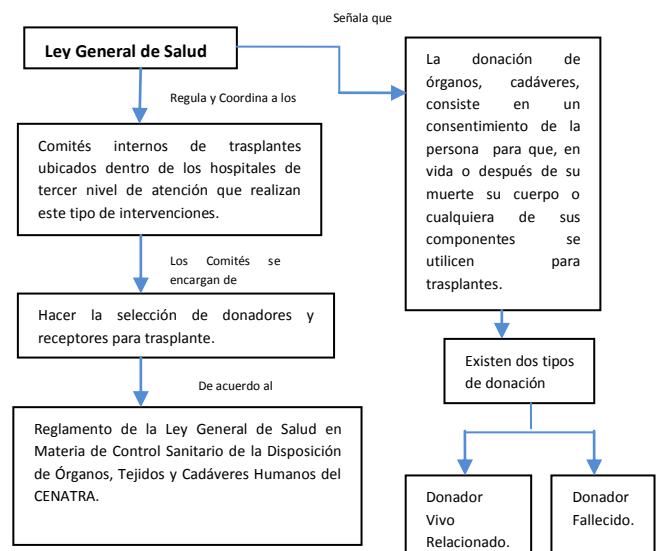 Señala que
Ley General de Salud
Regula y Coordina a los
Comités internos de trasplantes
ubicados dentro de los hospitales de
tercer nivel de atención que realizan
este tipo de intervenciones.
Los Comités se
encargan de
Hacer la selección de donadores y
receptores para trasplante.
De acuerdo al
Reglamento de la Ley General de Salud en
Materia de Control Sanitario de la Disposición
de Órganos, Tejidos y Cadáveres Humanos del
CENATRA.
La donación de
órganos, cadáveres,
consiste en un
consentimiento de la
persona para que, en
vida o después de su
muerte su cuerpo o
cualquiera de sus
componentes se
utilicen para
trasplantes.
Existen dos tipos
de donación
Donador
Vivo
Relacionado.
Donador
Fallecido.